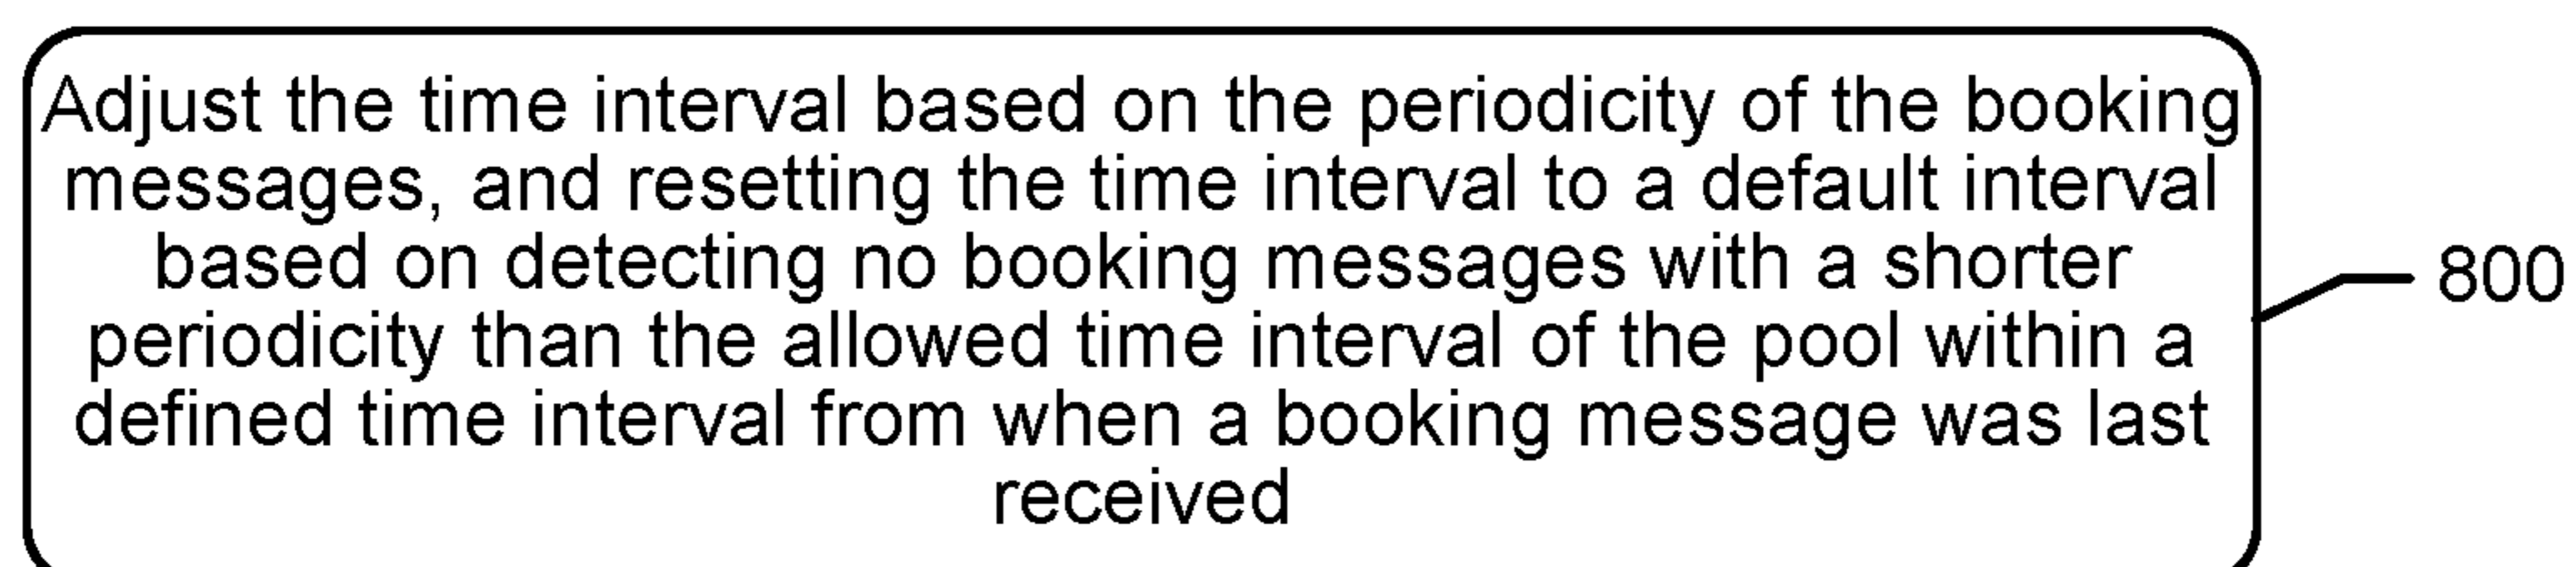 Adjust the time interval based on the periodicity of the booking
messages, and resetting the time interval to a default interval
based on detecting no booking messages with a shorter
periodicity than the allowed time interval of the pool within a
defined time interval from when a booking message was last
received
800